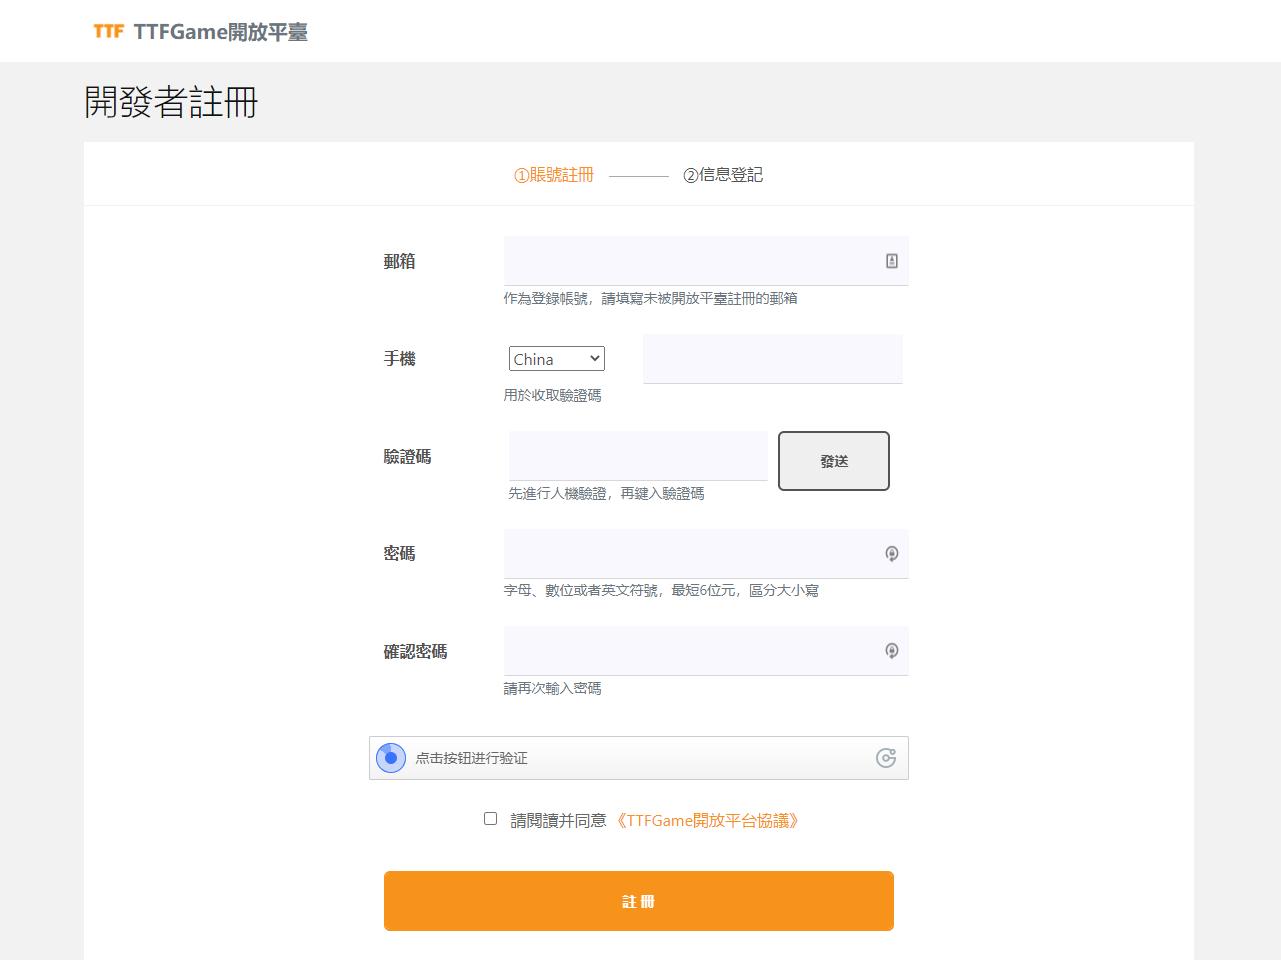 TTF TTFGame開放平臺
開發者註冊
①賬號註冊 ②信息登記
郵箱
作為登錄帳號，請填寫未被開放平臺註冊的郵箱
手機 China
用於收取驗證碼
驗證碼 發送
先進行人機驗證，再鍵入驗證碼
密碼
字母、數位或者英文符號，最短6位元，區分大小寫
確認密碼
請再次輸入密碼
点击按钮进行验证
請閱讀并同意 《TTFGame開放平台協議》
註 冊